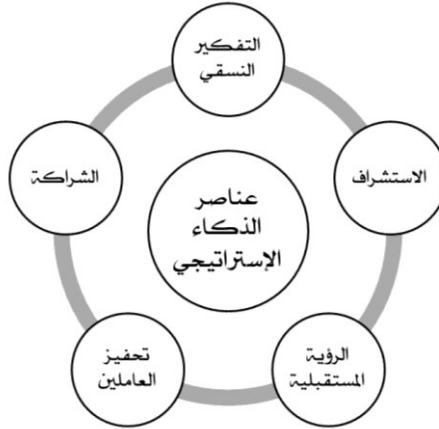 التفكير
النسقي
الاستشراف
الرؤية
المستقبلية
تحفيز
العاملين
الشراكة
عناصر
الذكاء
الإستراتيجي